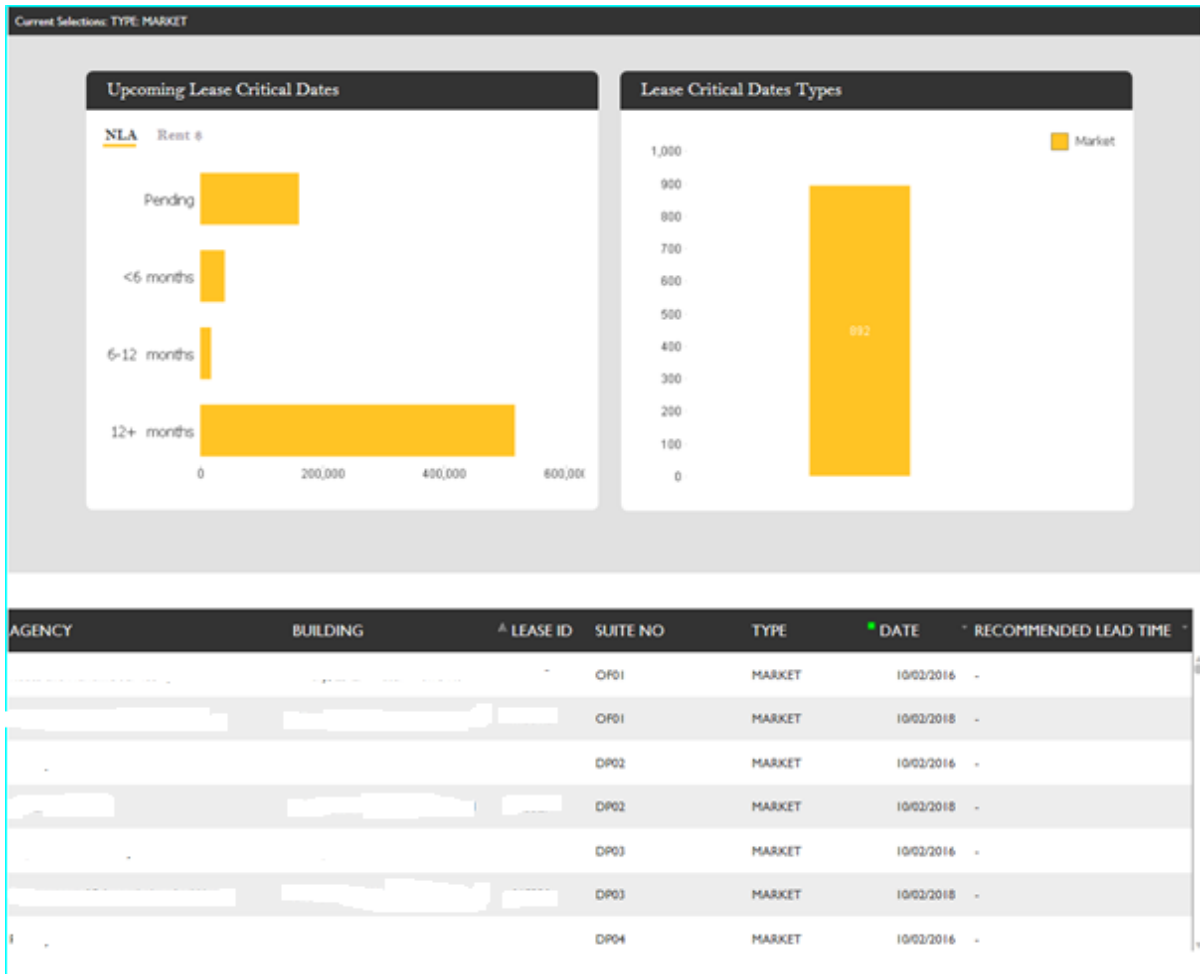 Current Selections: TYPE: MARKET
Upcoming Lease Critical Dates
NLA Rent $
Pending
<6 months
6-12 months
12+ months
0 200,000 400,000 600,00
Lease Critical Dates Types
Market
1,000
900
800
700
600
500
400
300
200
100
0
892
AGENCY BUILDING LEASE ID SUITE NO TYPE DATE RECOMMENDED LEAD TIME
OF01 MARKET 10/02/2016 -
OF01 MARKET 10/02/2018 -
DP02 MARKET 10/02/2016 -
DP02 MARKET 10/02/2018 -
DP03 MARKET 10/02/2016 -
DP03 MARKET 10/02/2018 -
DP04 MARKET 10/02/2016 -